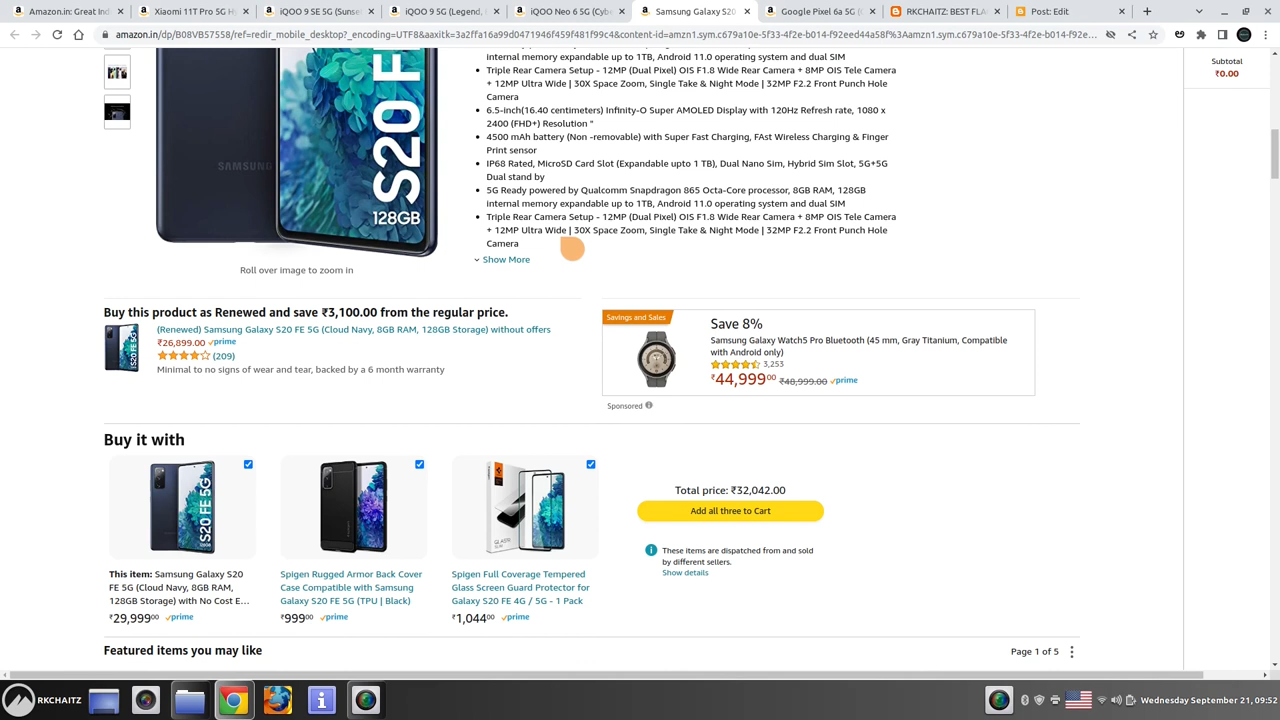 Amazon.in: G
Xiaomi 11T Pro 5G H
iQOO 9 SE 5G (Sunse
iQOO 9 5G (Legend,
iQOO Neo 6 5G (Cybe
Samsung Galaxy S20
Google Pixel 6a 5G (
RKCHAITZ: BEST FLA
Post: Edit
amazon.in/dp/B08VB57558/ref=redir_mobile_desktop?_encoding=UTF8&aaxitk=3a2ffa16a99d0471946f459f481f99c4&content-id=amzn1.sym.c679a10e-5f33-4f2e-b014-f92eed44a58f%3Aamzn1.sym.c679a10e-5f33-4f2e-b014-f92e...
Subtotal
₹0.00
internal memory expandable up to 1TB, Android 11.0 operating system and dual SIM
Triple Rear Camera Setup - 12MP (Dual Pixel) OIS F1.8 Wide Rear Camera + 8MP OIS Tele Camera
+ 12MP Ultra Wide | 30X Space Zoom, Single Take & Night Mode | 32MP F2.2 Front Punch Hole
Camera
6.5-inch(16.40 centimeters) Infinity-O Super AMOLED Display with 120Hz Refresh rate, 1080 x
2400 (FHD+) Resolution "
4500 mAh battery (Non -removable) with Super Fast Charging, FAst Wireless Charging & Finger
Print sensor
IP68 Rated, MicroSD Card Slot (Expandable upto 1 TB), Dual Nano Sim, Hybrid Sim Slot, 5G+5G
Dual stand by
5G Ready powered by Qualcomm Snapdragon 865 Octa-Core processor, 8GB RAM, 128GB
internal memory expandable up to 1TB, Android 11.0 operating system and dual SIM
Triple Rear Camera Setup - 12MP (Dual Pixel) OIS F1.8 Wide Rear Camera + 8MP OIS Tele Camera
+ 12MP Ultra Wide | 30X Space Zoom, Single Take & Night Mode | 32MP F2.2 Front Punch Hole
Camera
Show More
SAMSUNG
S20 F
128GB
Roll over image to zoom in
Buy this product as Renewed and save ₹3,100.00 from the regular price.
(Renewed) Samsung Galaxy S20 FE 5G (Cloud Navy, 8GB RAM, 128GB Storage) without offers
₹26,899.00 prime
(209)
Minimal to no signs of wear and tear, backed by a 6 month warranty
Savings and Sales
Save 8%
Samsung Galaxy Watch5 Pro Bluetooth (45 mm, Gray Titanium, Compatible
with Android only)
3,253
₹44,99900 ₹48,999.00 prime
Sponsored
Buy it with
S20 FE 5G
Total price: ₹32,042.00
Add all three to Cart
These items are dispatched from and sold
by different sellers.
Show details
This item: Samsung Galaxy S20
FE 5G (Cloud Navy, 8GB RAM,
128GB Storage) with No Cost E...
₹29,99900 prime
Spigen Rugged Armor Back Cover
Case Compatible with Samsung
Galaxy S20 FE 5G (TPU | Black)
₹99900 prime
Spigen Full Coverage Tempered
Glass Screen Guard Protector for
Galaxy S20 FE 4G / 5G - 1 Pack
₹1,04400 prime
Featured items you may like
Page 1 of 5
RKCHAITZ
Wednesday September 21, 09:52